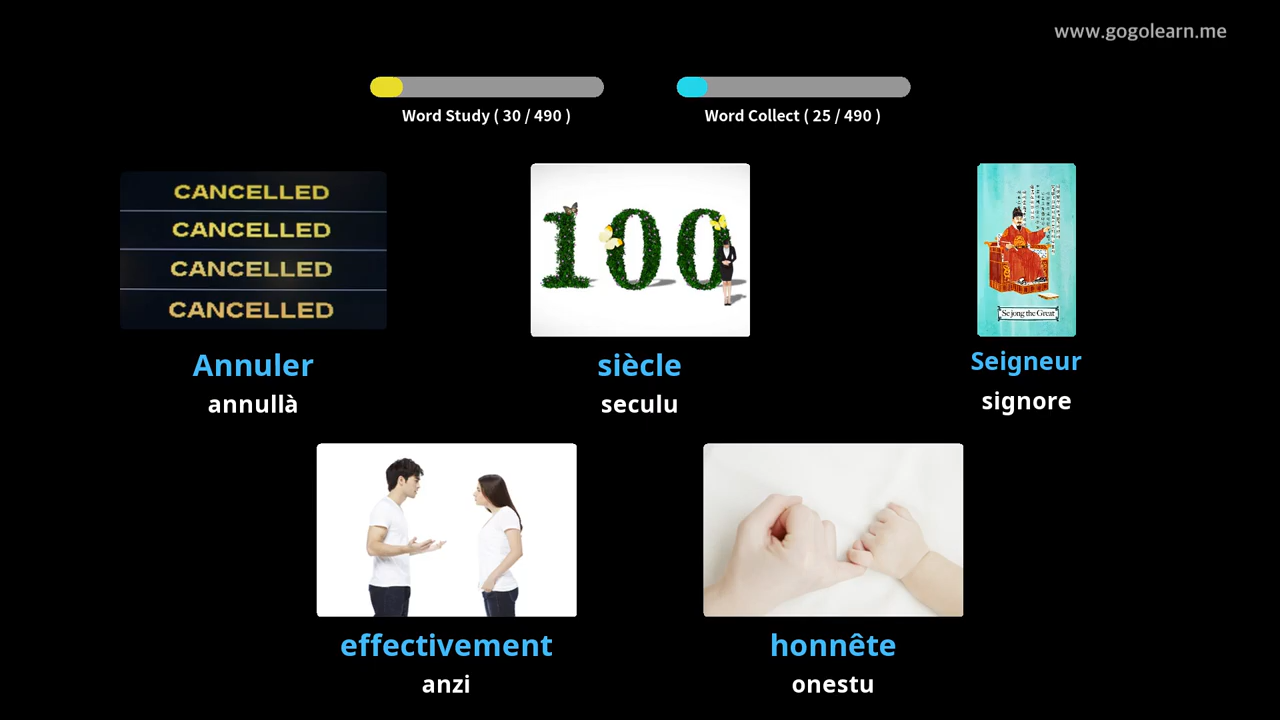 www.gogolearn.me
Word Study ( 30 / 490 )
Word Collect ( 25 / 490 )
CANCELLED
CANCELLED
CANCELLED
CANCELLED
100
Sejong the Great
Annuler
annullà
siècle
seculu
Seigneur
signore
effectivement
anzi
honnête
onestu